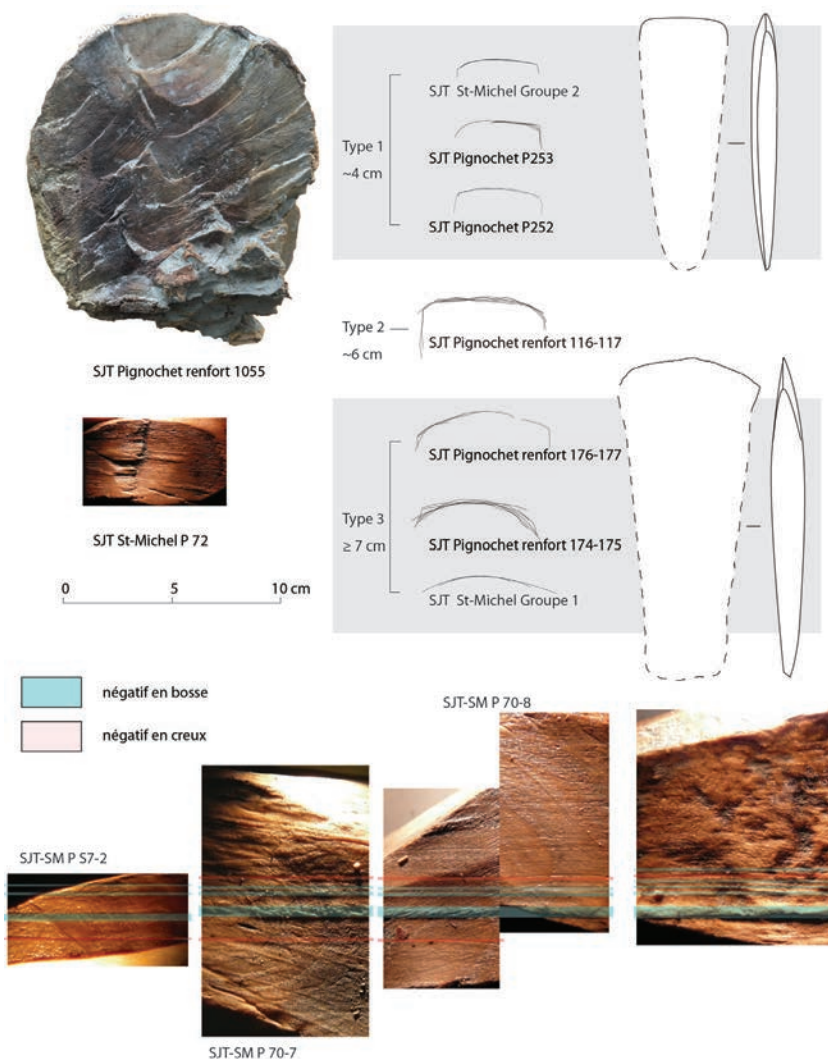 SJT St-Michel Groupe 2
Type 1
~4 cm
SJT Pignochet P253
SJT Pignochet P252
Type 2
~6 cm
SJT Pignochet renfort 116-117
SJT Pignochet renfort 1055
SJT Pignochet renfort 176-177
Type 3
≥ 7 cm
SJT Pignochet renfort 174-175
SJT St-Michel P 72
SJT St-Michel Groupe 1
0 5 10 cm
négatif en bosse
négatif en creux
SJT-SM P 70-8
SJT-SM P S7-2
SJT-SM P 70-7